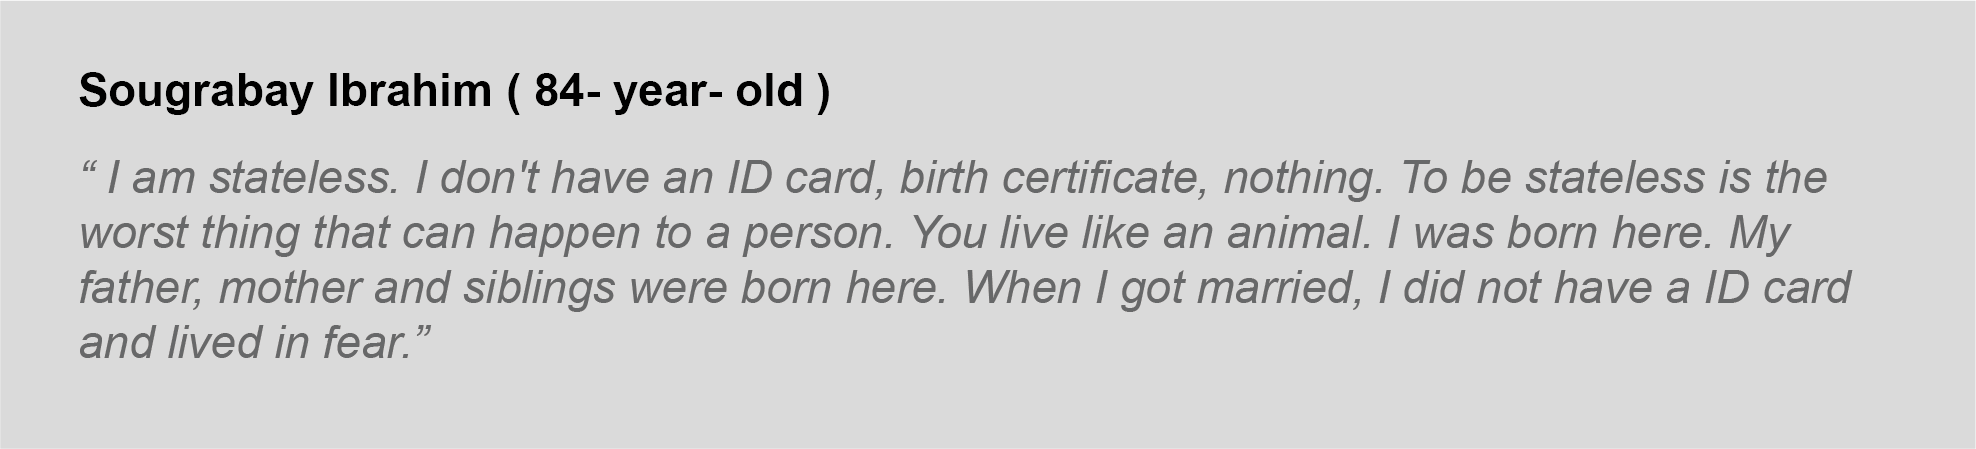 Sougrabay Ibrahim ( 84- year- old )
“ I am stateless. I don't have an ID card, birth certificate, nothing. To be stateless is the
worst thing that can happen to a person. You live like an animal. I was born here. My
father, mother and siblings were born here. When I got married, I did not have a ID card
and lived in fear.”